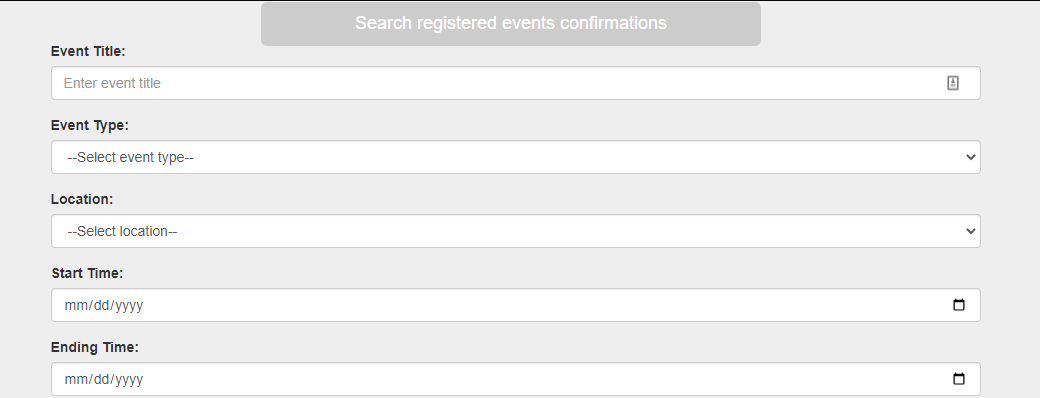 Search registered events confirmations
Event Title:
Enter event title
Event Type:
--Select event type--
Location:
--Select location--
Start Time:
mm/dd/yyyy
Ending Time:
mm/dd/yyyy